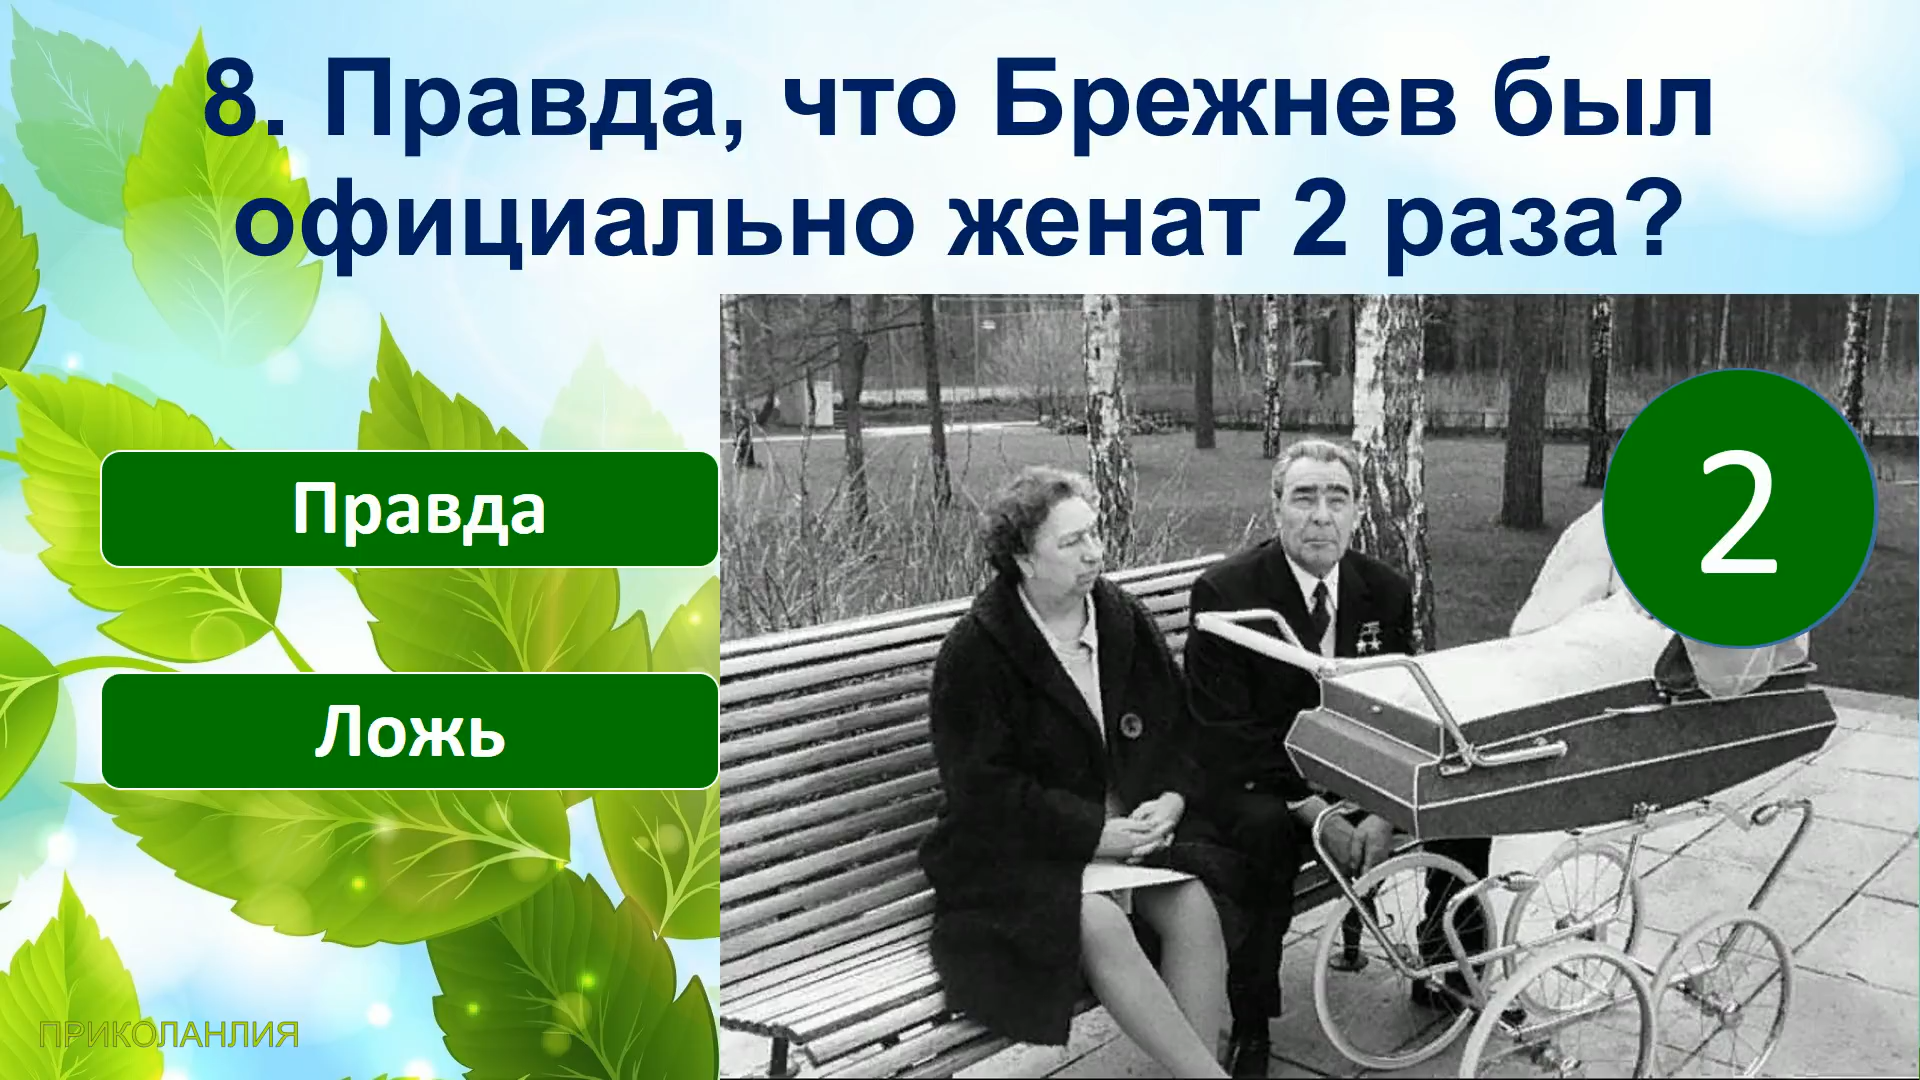 8. Правда, что Брежнев был
официально женат 2 раза?
Правда
Ложь
2
ПРИКОЛАНЛИЯ